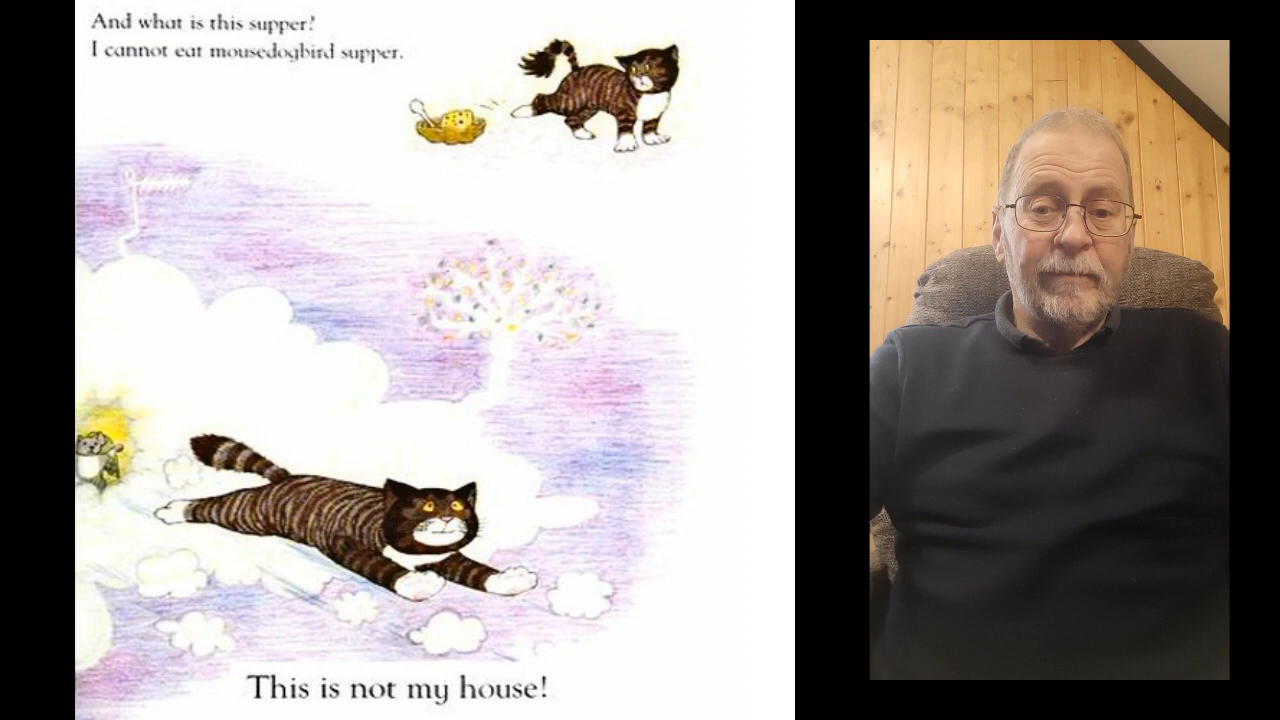 And what is this supper?
I cannot eat mousedogbird supper.
This is not my house!